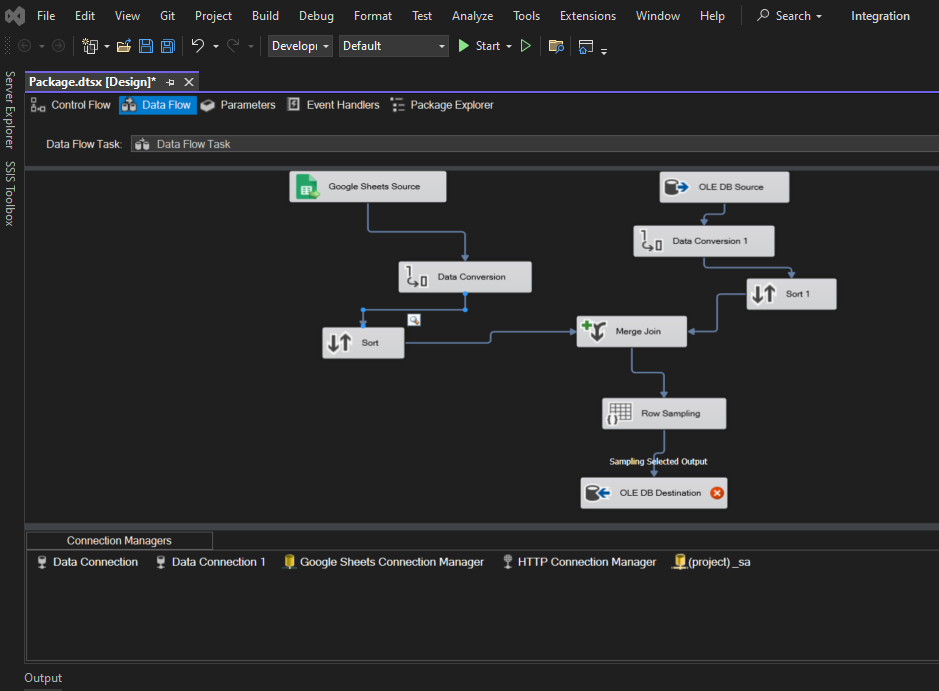 File Edit View Git Project Build Debug Format Test Analyze Tools Extensions Window Help Search Integration
Developr Default Start
Server Explorer
SSIS Toolbox
Package.dtsx [Design]*
Control Flow Data Flow Parameters Event Handlers Package Explorer
Data Flow Task: Data Flow Task
Google Sheets Source
OLE DB Source
Data Conversion 1
Data Conversion
Sort 1
Merge Join
Sort
Row Sampling
Sampling Selected Output
OLE DB Destination
Connection Managers
Data Connection Data Connection 1 Google Sheets Connection Manager HTTP Connection Manager (project) _sa
Output